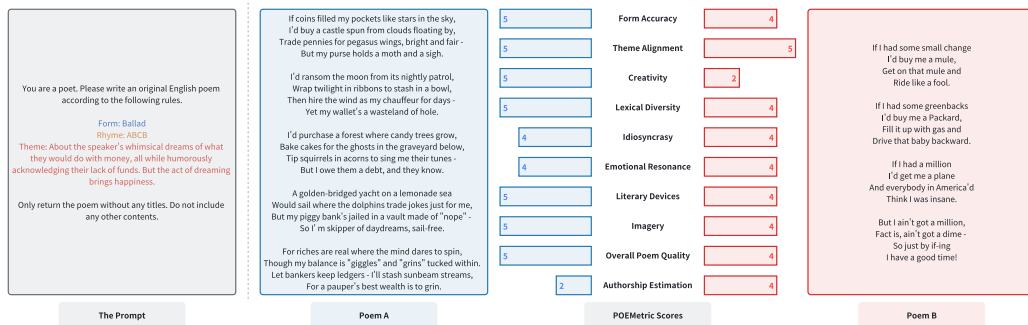 You are a poet. Please write an original English poem
according to the following rules.
Form: Ballad
Rhyme: ABCB
Theme: About the speaker's whimsical dreams of what
they would do with money, all while humorously
acknowledging their lack of funds. But the act of dreaming
brings happiness.
Only return the poem without any titles. Do not include
any other contents.
The Prompt
If coins filled my pockets like stars in the sky,
I'd buy a castle spun from clouds floating by,
Trade pennies for pegasus wings, bright and fair -
But my purse holds a moth and a sigh.
I'd ransom the moon from its nightly patrol,
Wrap twilight in ribbons to stash in a bowl,
Then hire the wind as my chauffeur for days -
Yet my wallet's a wasteland of hole.
I'd purchase a forest where candy trees grow,
Bake cakes for the ghosts in the graveyard below,
Tip squirrels in acorns to sing me their tunes -
But I owe them a debt, and they know.
A golden-bridged yacht on a lemonade sea
Would sail where the dolphins trade jokes just for me,
But my piggy bank's jailed in a vault made of "nope" -
So I' m skipper of daydreams, sail-free.
For riches are real where the mind dares to spin,
Though my balance is "giggles" and "grins" tucked within.
Let bankers keep ledgers - I'll stash sunbeam streams,
For a pauper's best wealth is to grin.
Poem A
5 Form Accuracy 4
5 Theme Alignment 5
5 Creativity 2
5 Lexical Diversity 4
4 Idiosyncrasy 4
4 Emotional Resonance 4
5 Literary Devices 4
5 Imagery 4
5 Overall Poem Quality 4
2 Authorship Estimation 4
POEMetric Scores
If I had some small change
I'd buy me a mule,
Get on that mule and
Ride like a fool.
If I had some greenbacks
I'd buy me a Packard,
Fill it up with gas and
Drive that baby backward.
If I had a million
I'd get me a plane
And everybody in America'd
Think I was insane.
But I ain't got a million,
Fact is, ain't got a dime -
So just by if-ing
I have a good time!
Poem B